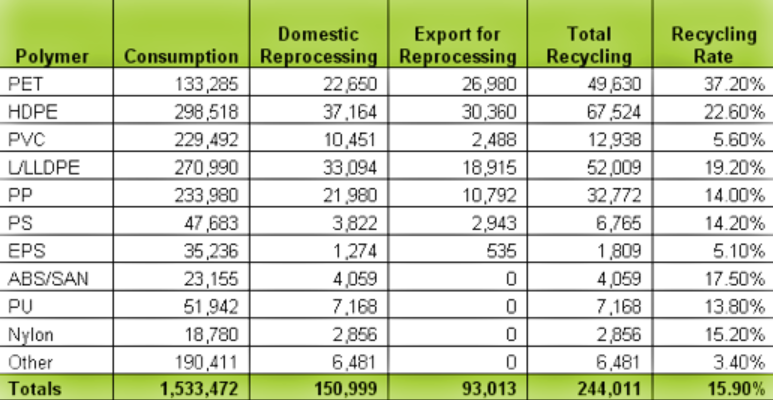 Polymer Consumption Domestic Reprocessing Export for Reprocessing Total Recycling Recycling Rate
PET 133,285 22,650 26,980 49,630 37.20%
HDPE 298,518 37,164 30,360 67,524 22.60%
PVC 229,492 10,451 2,488 12,938 5.60%
L/LLDPE 270,990 33,094 18,915 52,009 19.20%
PP 233,980 21,980 10,792 32,772 14.00%
PS 47,683 3,822 2,943 6,765 14.20%
EPS 35,236 1,274 535 1,809 5.10%
ABS/SAN 23,155 4,059 0 4,059 17.50%
PU 51,942 7,168 0 7,168 13.80%
Nylon 18,780 2,856 0 2,856 15.20%
Other 190,411 6,481 0 6,481 3.40%
Totals 1,533,472 150,999 93,013 244,011 15.90%